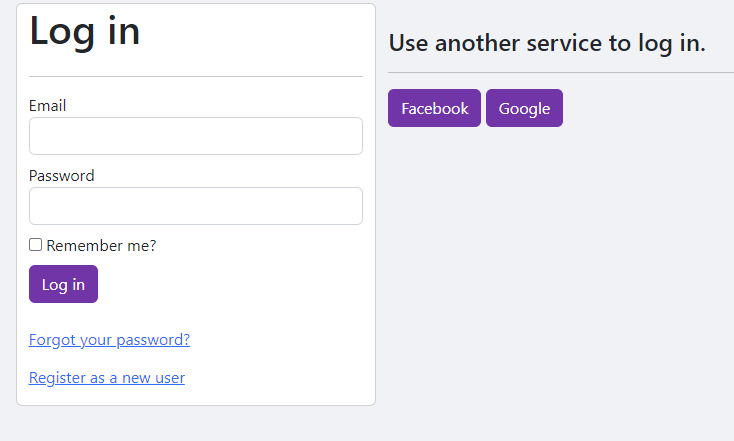 Log in
Email
Password
Remember me?
Log in
Forgot your password?
Register as a new user
Use another service to log in.
Facebook Google